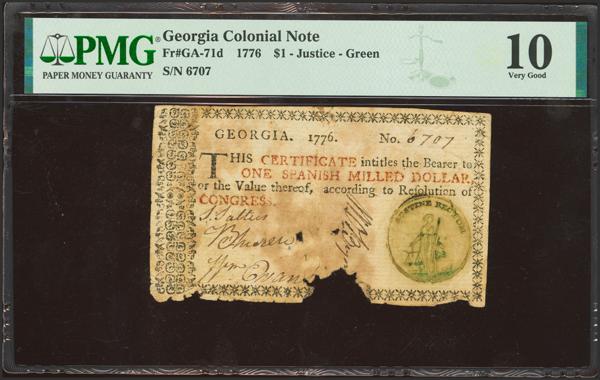 PMG®
PAPER MONEY GUARANTY
Georgia Colonial Note
Fr#GA-71d 1776 $1 - Justice - Green
S/N 6707
10
Very Good
GEORGIA. 1776. No. 6707
THIS CERTIFICATE intitles the Bearer to
ONE SPANISH MILLED DOLLAR,
or the Value thereof, according to Resolution of
CONGRESS.